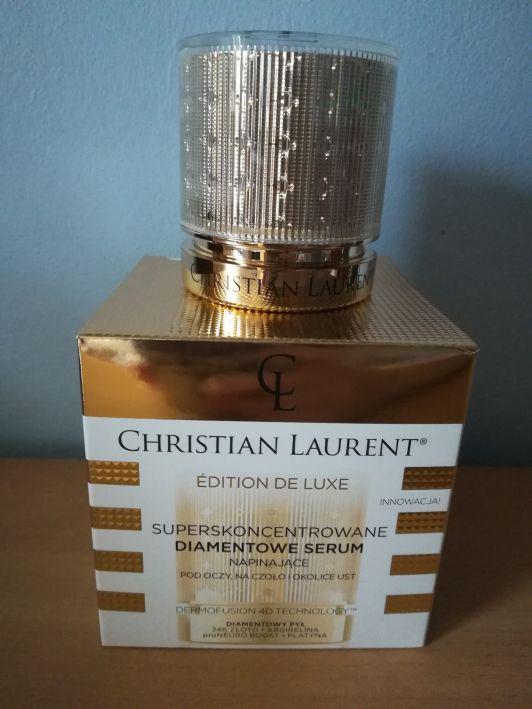 CHRISTIAN LAUREN
CL
CHRISTIAN LAURENT®
ÉDITION DE LUXE
INNOWACJA!
SUPERSKONCENTROWANE
DIAMENTOWE SERUM
NAPINAJĄCE
POD OCZY, NA CZOŁO I OKOLICE UST
DERMOFUSION 4D TECHNOLOGY™
DIAMENTOWY PYŁ
24K ZŁOTO • ARGIRELINA
proNEURO BOOST • PLATYNA